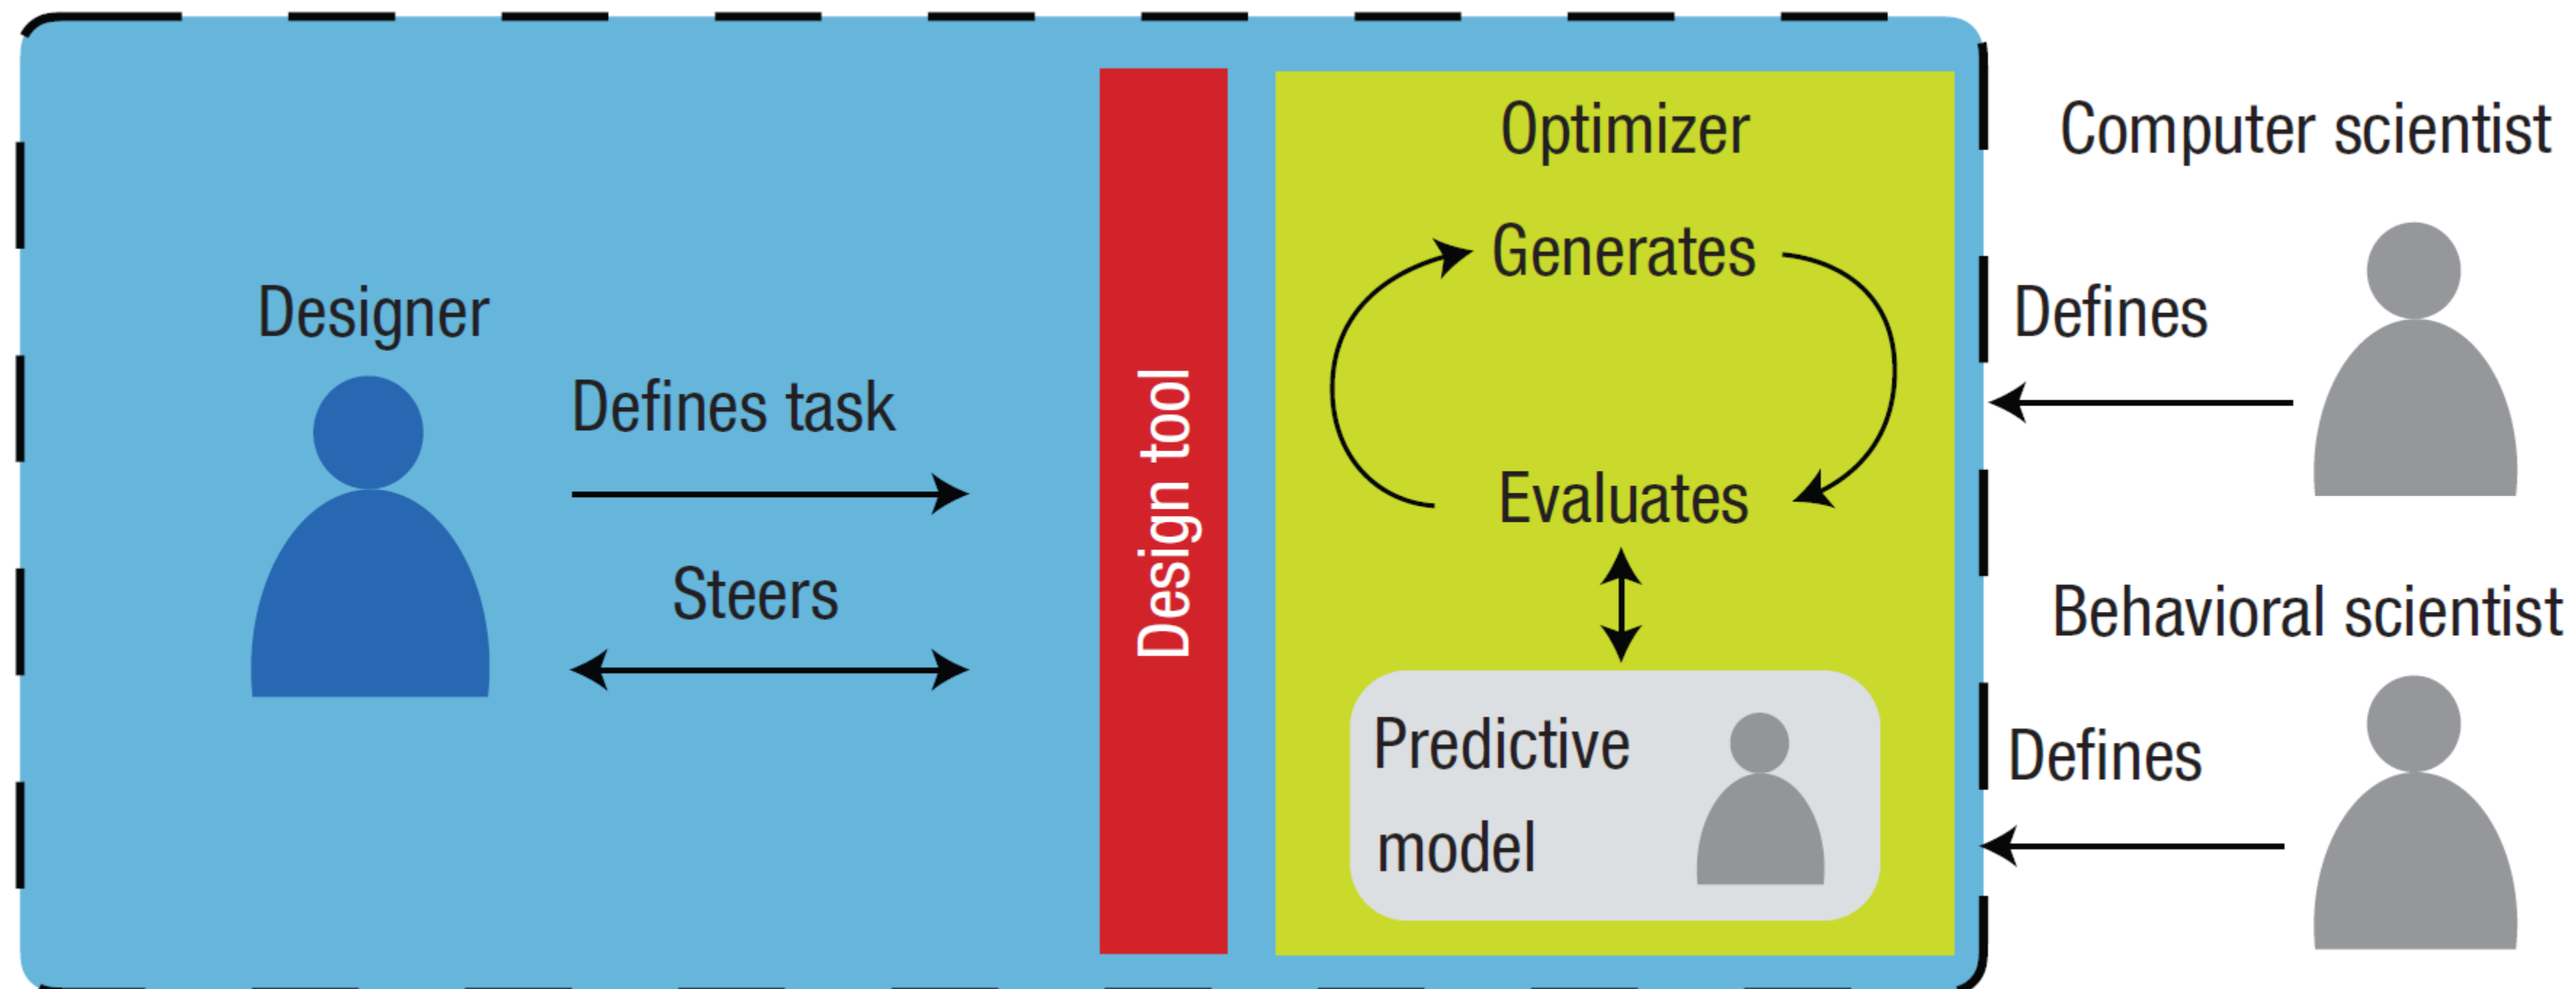 Designer
Defines task
Steers
Design tool
Optimizer
Generates
Evaluates
Predictive
model
Computer scientist
Defines
Behavioral scientist
Defines